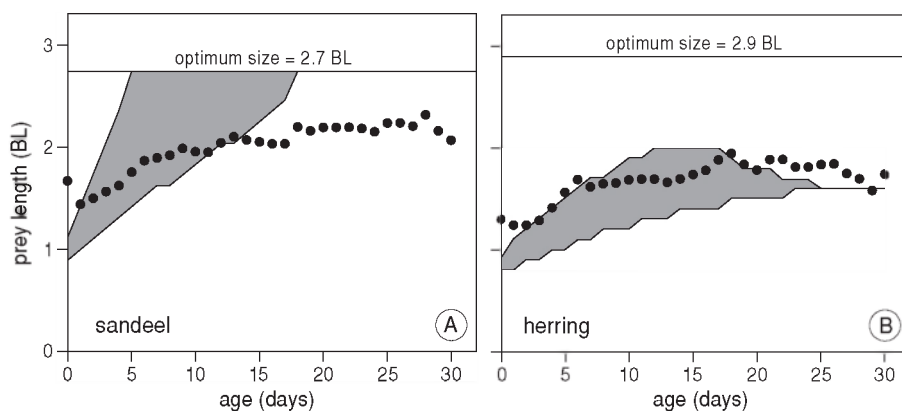 optimum size = 2.7 BL
3
2
1
0
prey length (BL)
sandeel
A
0 5 10 15 20 25 30
age (days)
optimum size = 2.9 BL
herring
B
0 5 10 15 20 25 30
age (days)